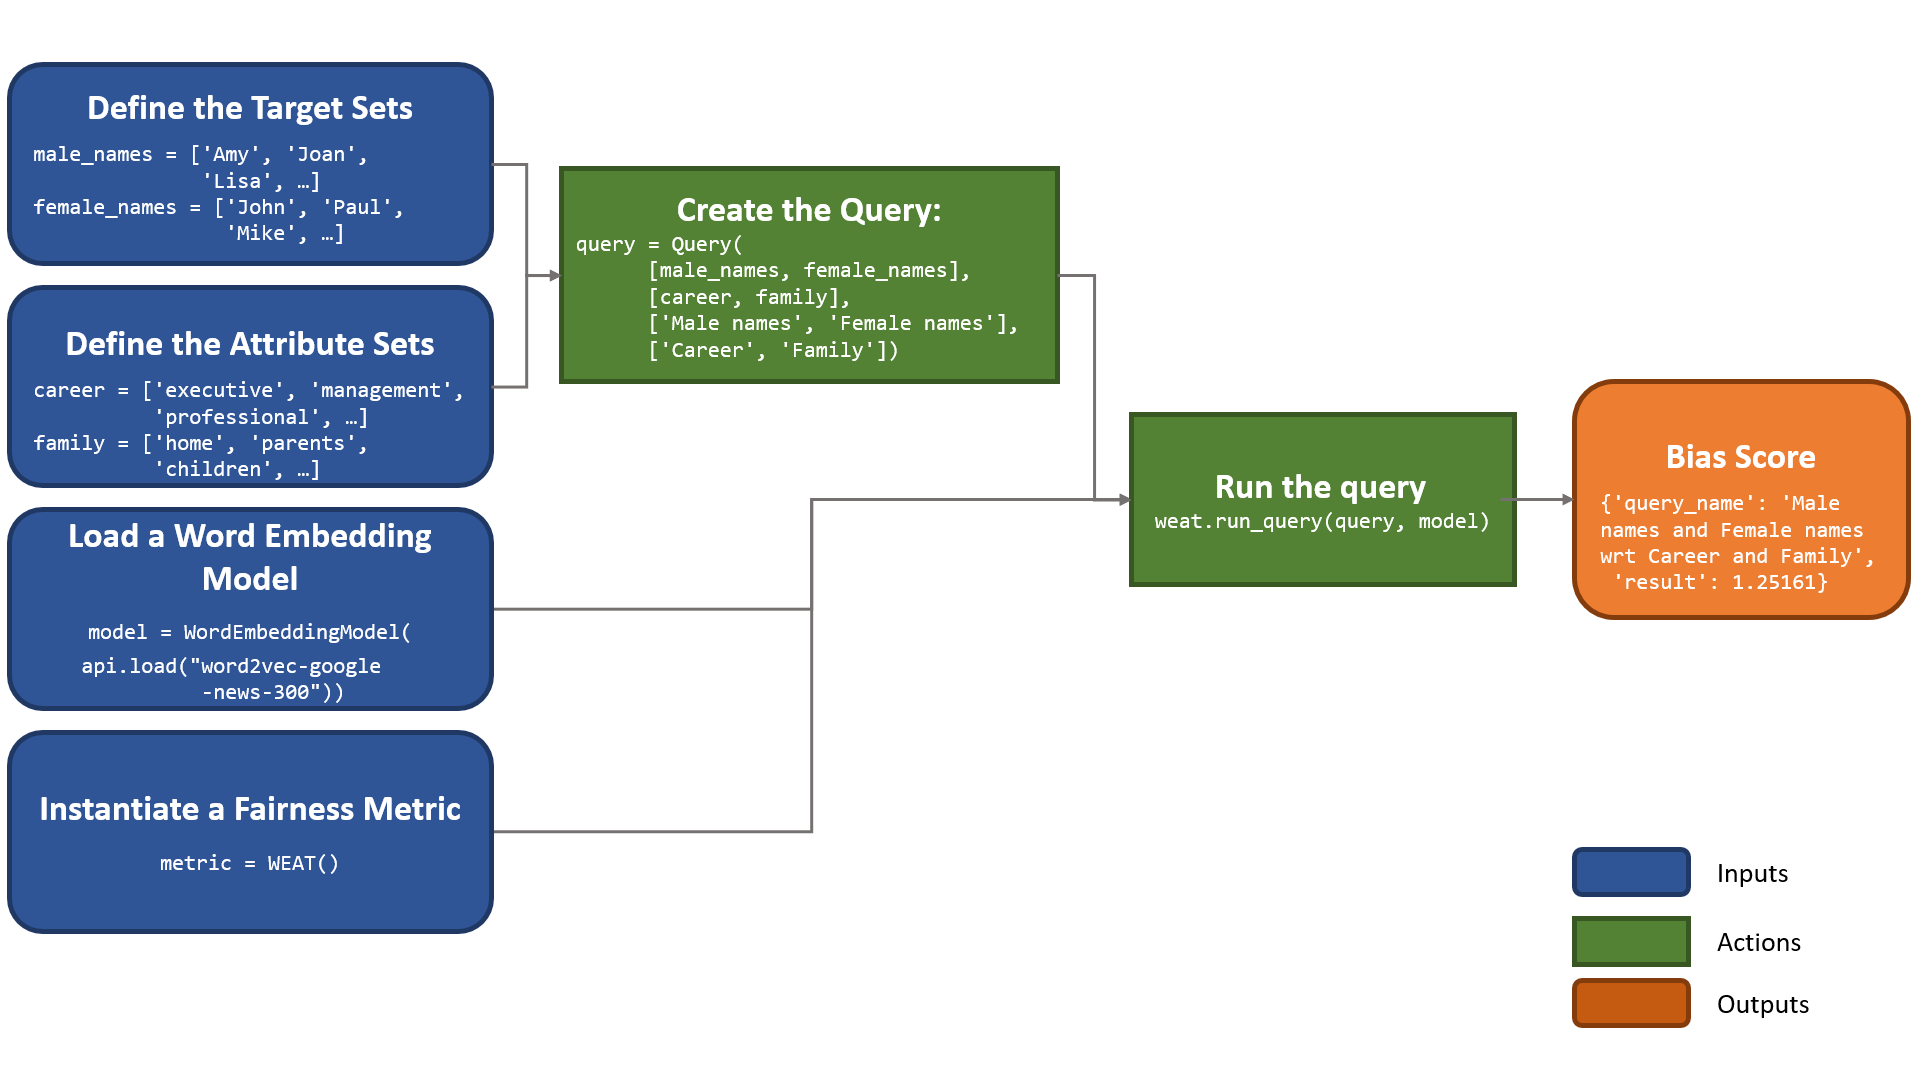 Define the Target Sets
male_names = ['Amy', 'Joan',
'Lisa', …]
female_names = ['John', 'Paul',
'Mike', …]
Define the Attribute Sets
career = ['executive', 'management',
'professional', …]
family = ['home', 'parents',
'children', …]
Load a Word Embedding
Model
model = WordEmbeddingModel(
api.load("word2vec-google
-news-300"))
Instantiate a Fairness Metric
metric = WEAT()
Create the Query:
query = Query(
[male_names, female_names],
[career, family],
['Male names', 'Female names'],
['Career', 'Family'])
Run the query
weat.run_query(query, model)
Bias Score
{'query_name': 'Male
names and Female names
wrt Career and Family',
'result': 1.25161}
Inputs
Actions
Outputs